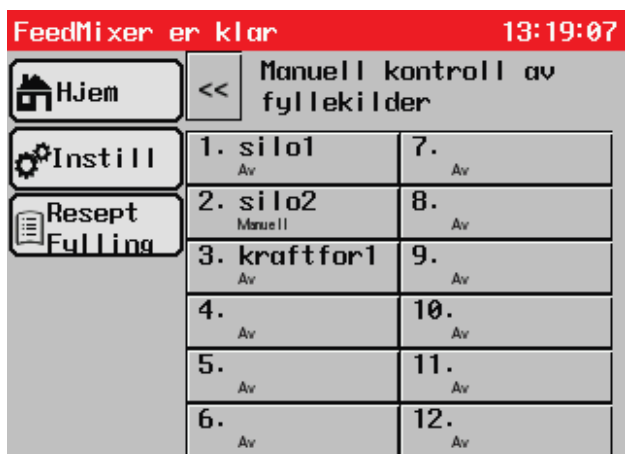 FeedMixer er klar 13:19:07
Hjem
<< Manuell kontroll av
fyllekilder
Instill
Resept
Fylling
1. silo1
Av
2. silo2
Manuell
3. kraftfor1
Av
4.
Av
5.
Av
6.
Av
7.
Av
8.
Av
9.
Av
10.
Av
11.
Av
12.
Av